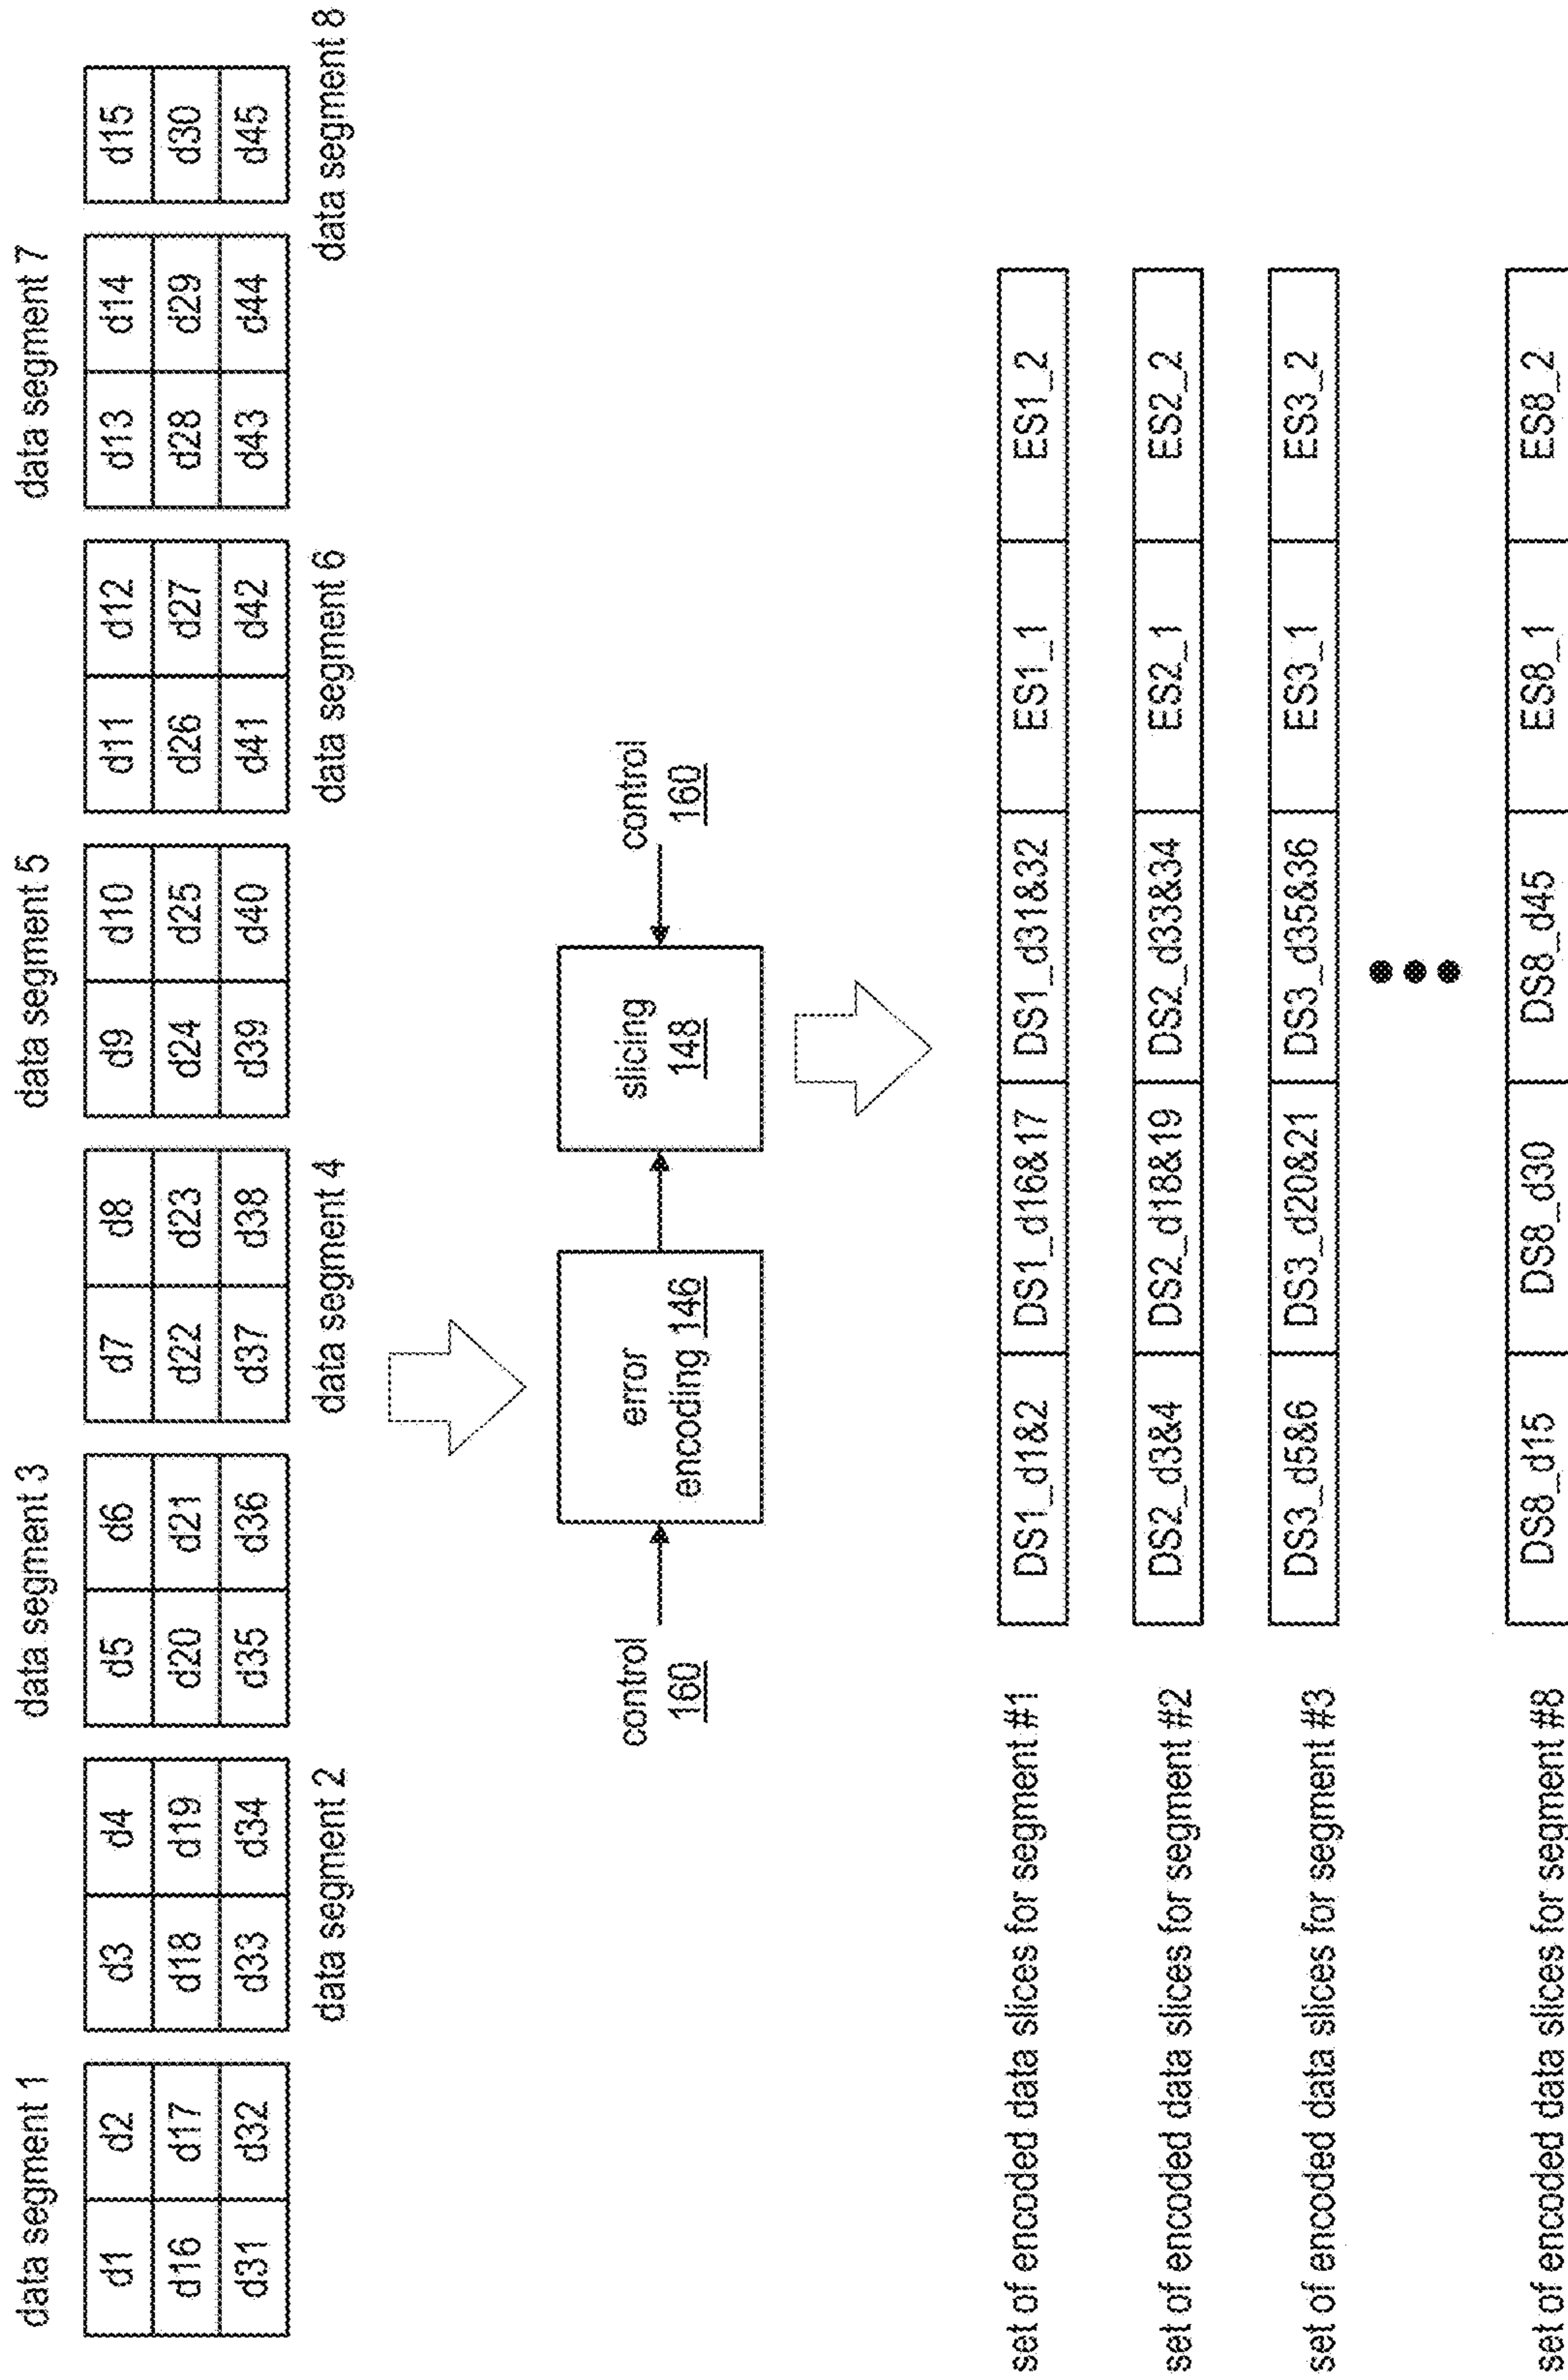 data segment 1
data segment 3
data segment 5
data segment 7
d1 d2 d3 d4 d5 d6 d7 d8 d9 d10 d11 d12 d13 d14 d15
d16 d17 d18 d19 d20 d21 d22 d23 d24 d25 d26 d27 d28 d29 d30
d31 d32 d33 d34 d35 d36 d37 d38 d39 d40 d41 d42 d43 d44 d45
data segment 2
data segment 4
data segment 6
data segment 8
control
160
error
encoding 146
slicing
148
control
160
set of encoded data slices for segment #1
DS1_d1&2 DS1_d16&17 DS1_d31&32 ES1_1 ES1_2
set of encoded data slices for segment #2
DS2_d3&4 DS2_d18&19 DS2_d33&34 ES2_1 ES2_2
set of encoded data slices for segment #3
DS3_d5&6 DS3_d20&21 DS3_d35&36 ES3_1 ES3_2
set of encoded data slices for segment #8
DS8_d15 DS8_d30 DS8_d45 ES8_1 ES8_2